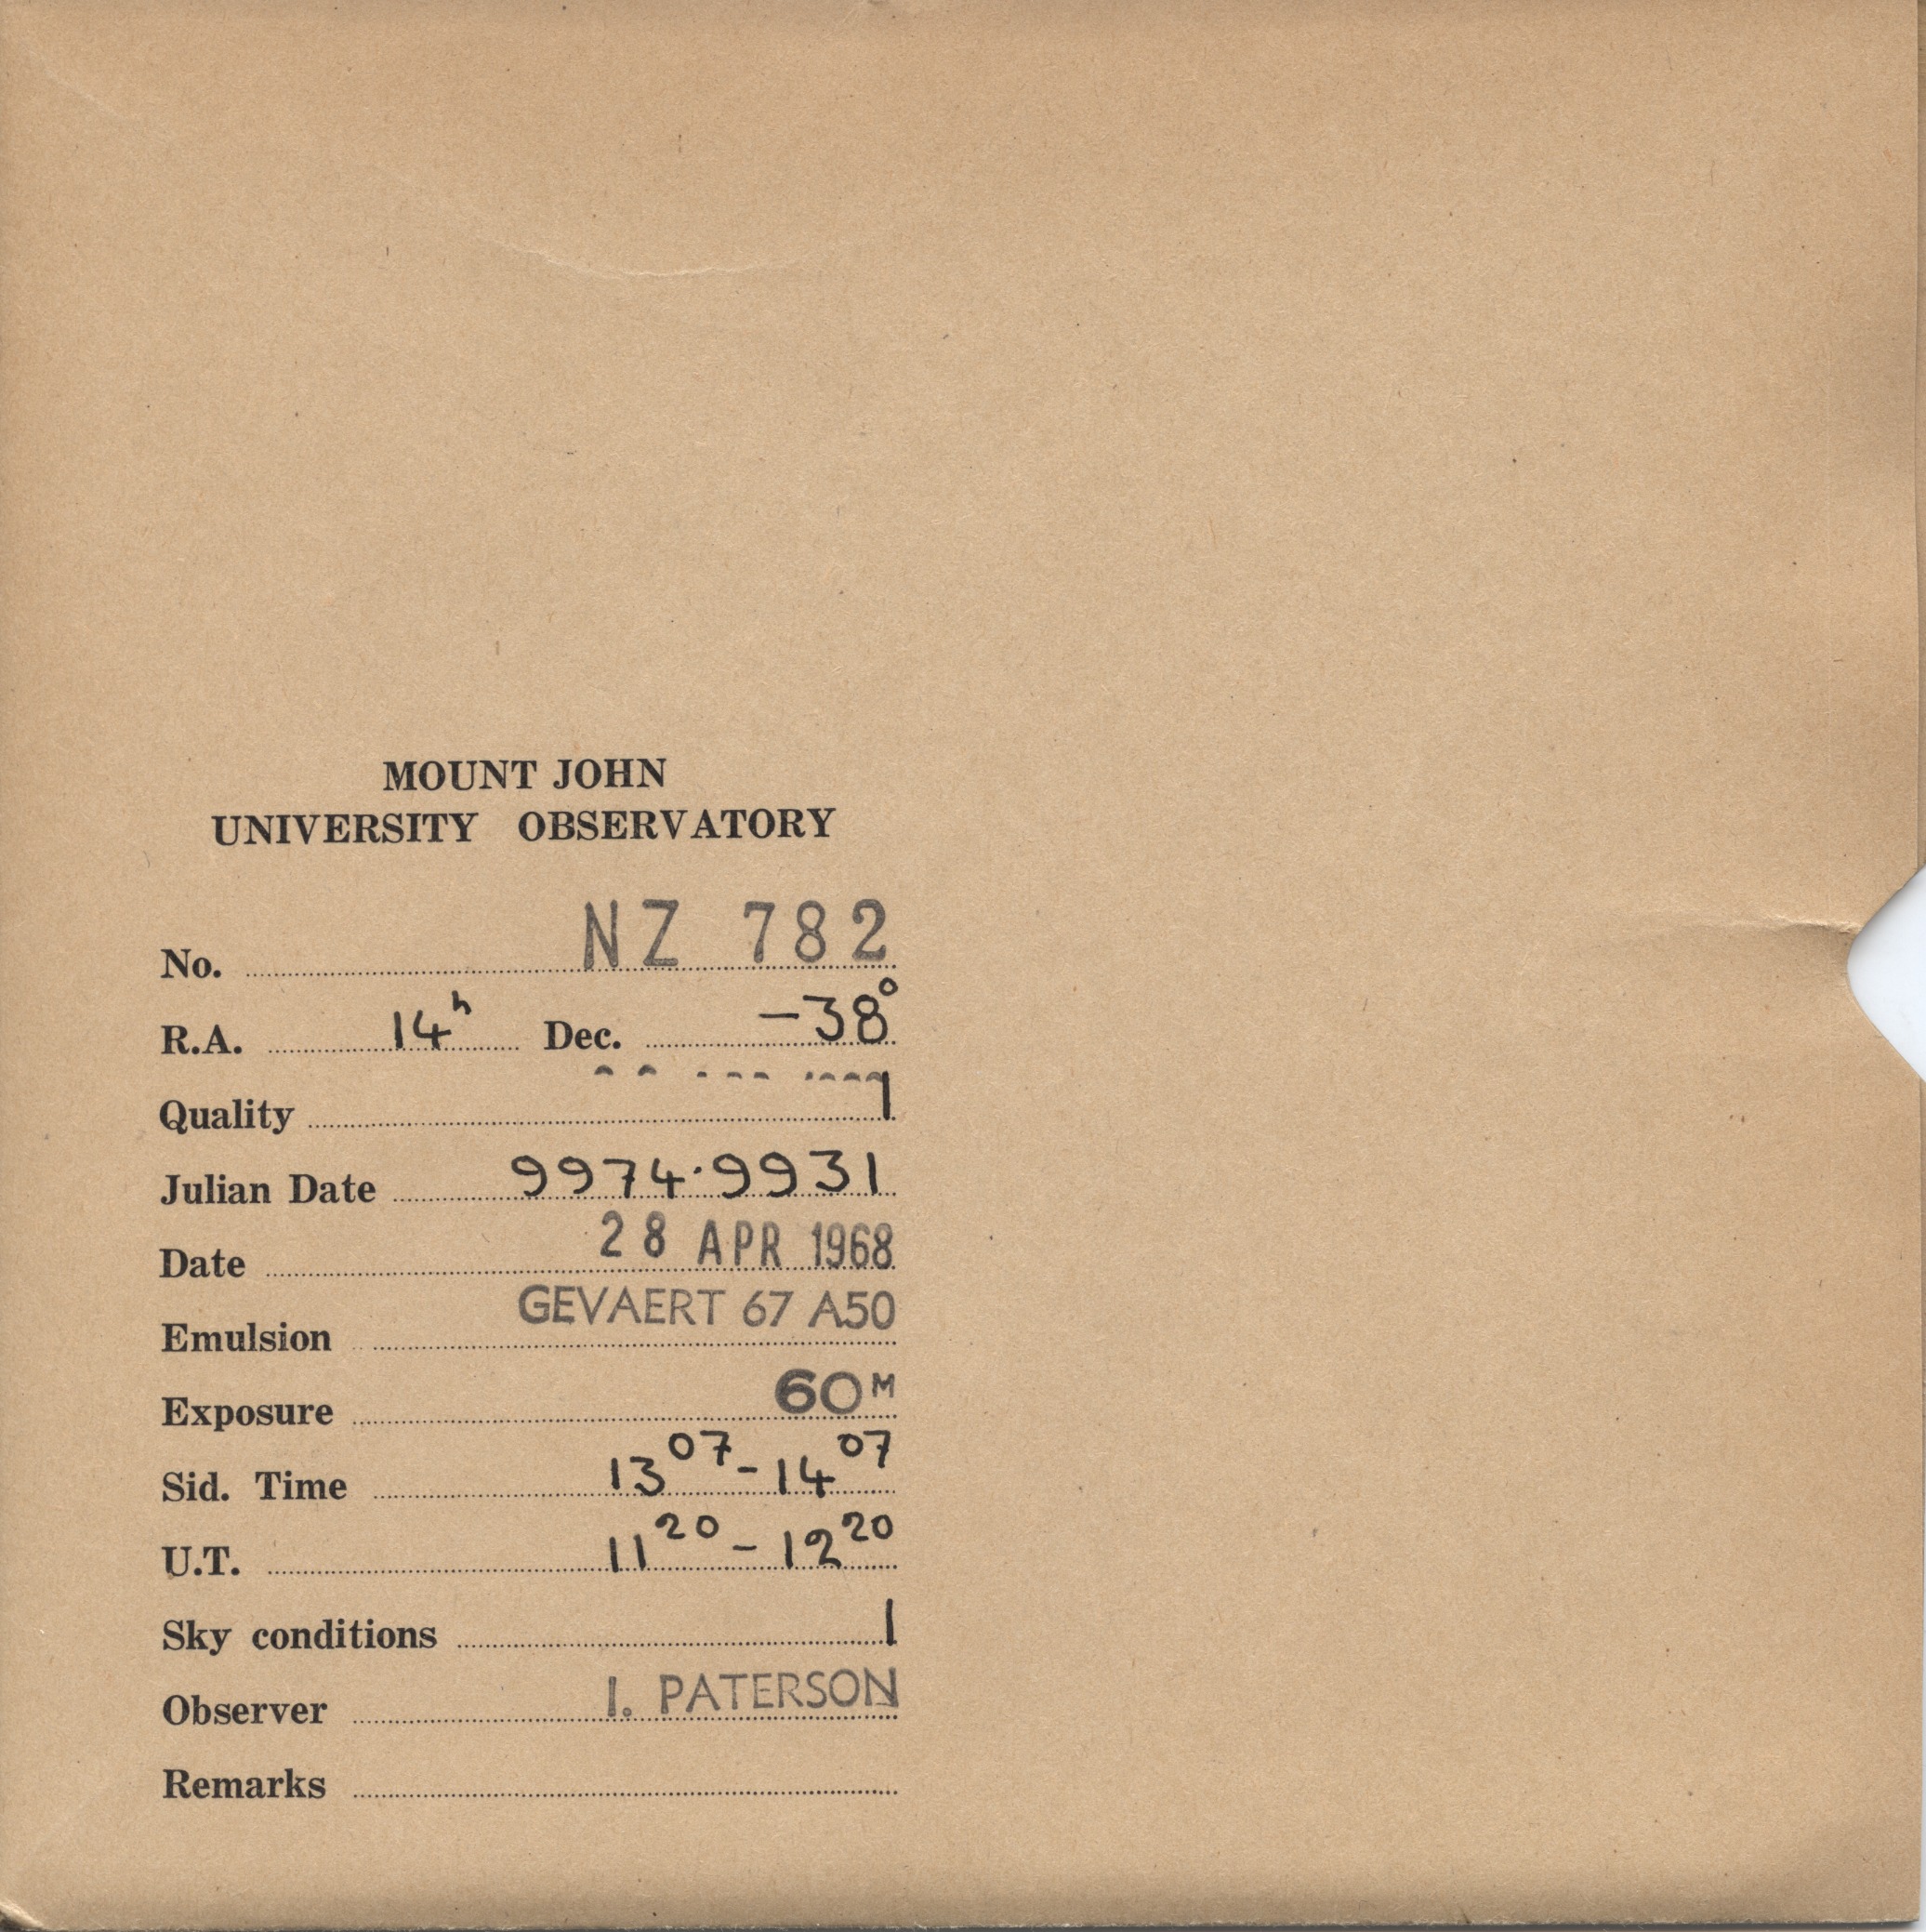 MOUNT JOHN
UNIVERSITY OBSERVATORY
No. NZ 782
R.A. 14h Dec. -38°
Quality 1
Julian Date 9974.9931
Date 28 APR 1968
Emulsion GEVAERT 67 A50
Exposure 60M
Sid. Time 13 07 - 14 07
U.T. 11 20 - 12 20
Sky conditions 1
Observer I. PATERSON
Remarks